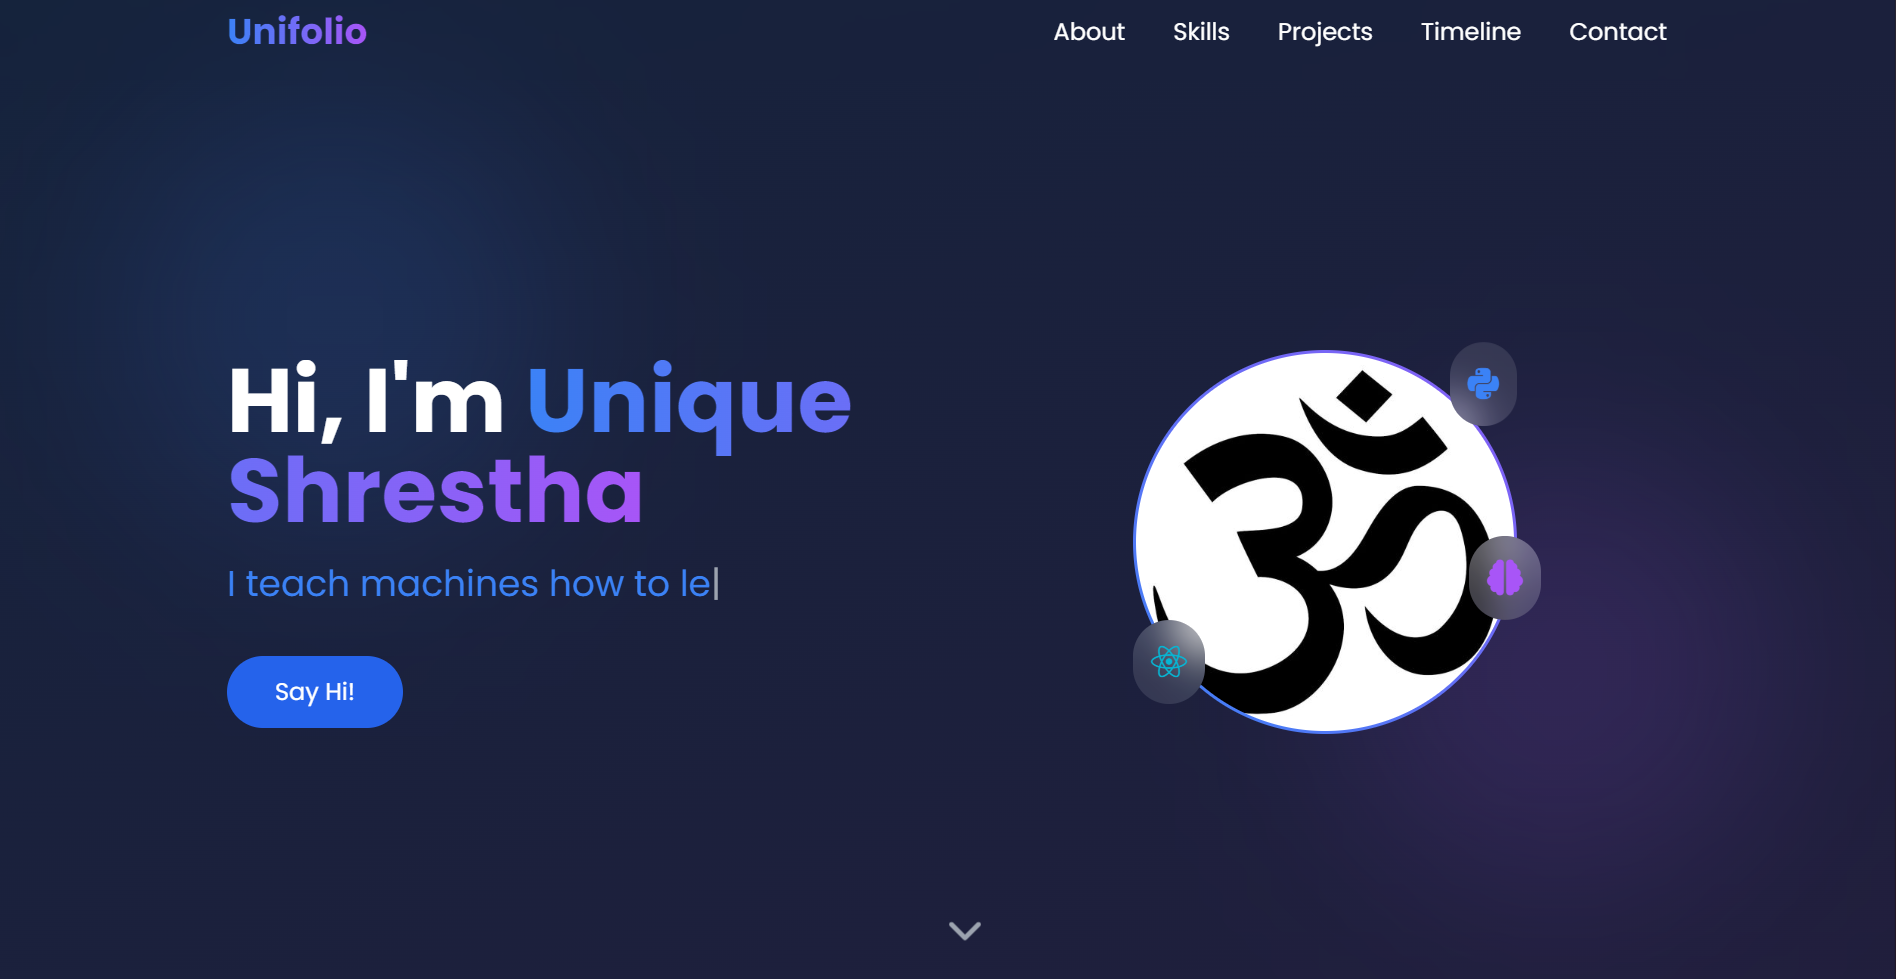 Unifolio
About Skills Projects Timeline Contact
Hi, I'm Unique
Shrestha
I teach machines how to le|
Say Hi!
ॐ